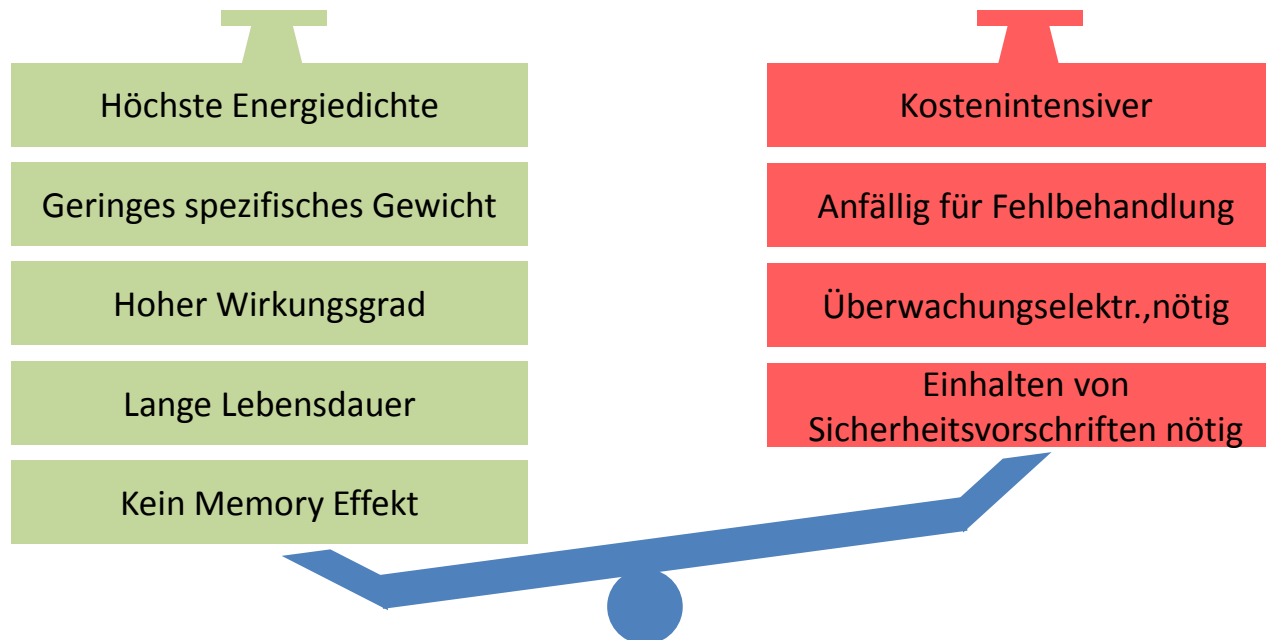 Höchste Energiedichte
Geringes spezifisches Gewicht
Hoher Wirkungsgrad
Lange Lebensdauer
Kein Memory Effekt
Kostenintensiver
Anfällig für Fehlbehandlung
Überwachungselektr.,nötig
Einhalten von
Sicherheitsvorschriften nötig